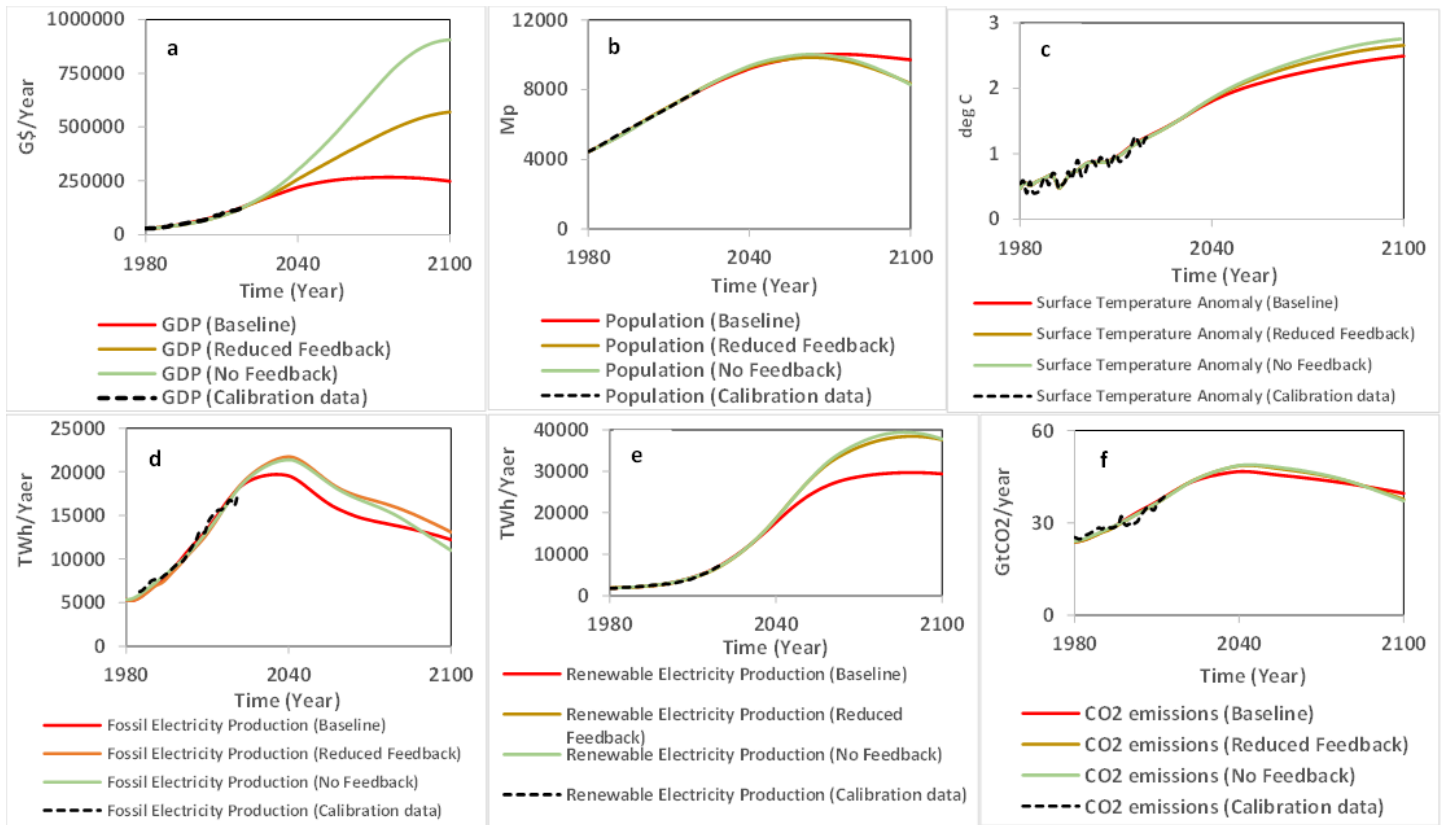 a
G$/Year
1000000
750000
500000
250000
0
1980
2040
2100
Time (Year)
GDP (Baseline)
GDP (Reduced Feedback)
GDP (No Feedback)
GDP (Calibration data)
b
Mp
12000
8000
4000
0
1980
2040
2100
Time (Year)
Population (Baseline)
Population (Reduced Feedback)
Population (No Feedback)
Population (Calibration data)
c
deg C
3
2
1
0
1980
2040
2100
Time (Year)
Surface Temperature Anomaly (Baseline)
Surface Temperature Anomaly (Reduced Feedback)
Surface Temperature Anomaly (No Feedback)
Surface Temperature Anomaly (Calibration data)
d
TWh/Yaer
25000
20000
15000
10000
5000
0
1980
2040
2100
Time (Year)
Fossil Electricity Production (Baseline)
Fossil Electricity Production (Reduced Feedback)
Fossil Electricity Production (No Feedback)
Fossil Electricity Production (Calibration data)
e
TWh/Yaer
40000
30000
20000
10000
0
1980
2040
2100
Time (Year)
Renewable Electricity Production (Baseline)
Renewable Electricity Production (Reduced
Feedback)
Renewable Electricity Production (No Feedback)
Renewable Electricity Production (Calibration data)
f
GtCO2/year
60
30
0
1980
2040
2100
Time (Year)
CO2 emissions (Baseline)
CO2 emissions (Reduced Feedback)
CO2 emissions (No Feedback)
CO2 emissions (Calibration data)